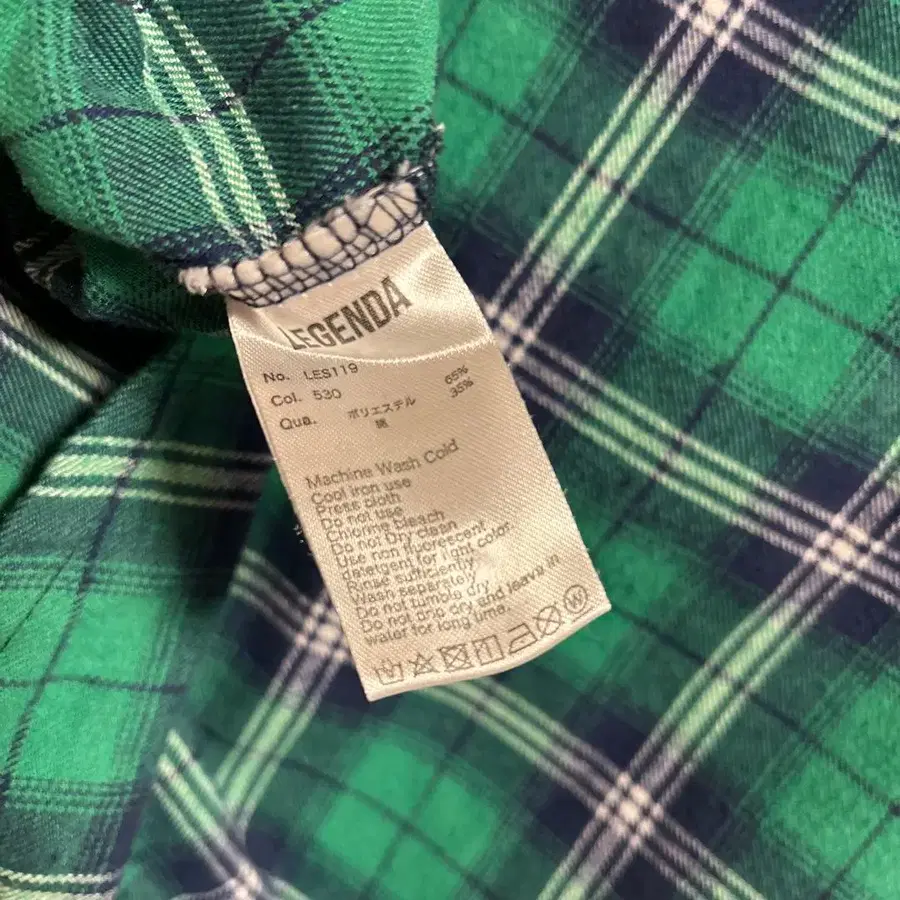 LEGENDA
No. LES119
Col. 530
Qua. ポリエステル 65%
綿 35%
Machine Wash Cold
Cool iron use
Press cloth
Do not use
Chlorine bleach
Do not Dry clean
Use non fluorescent
detergent for light color
Rinse sufficiently
Wash separately
Do not tumble dry
Do not drip dry and leave in
water for long time.